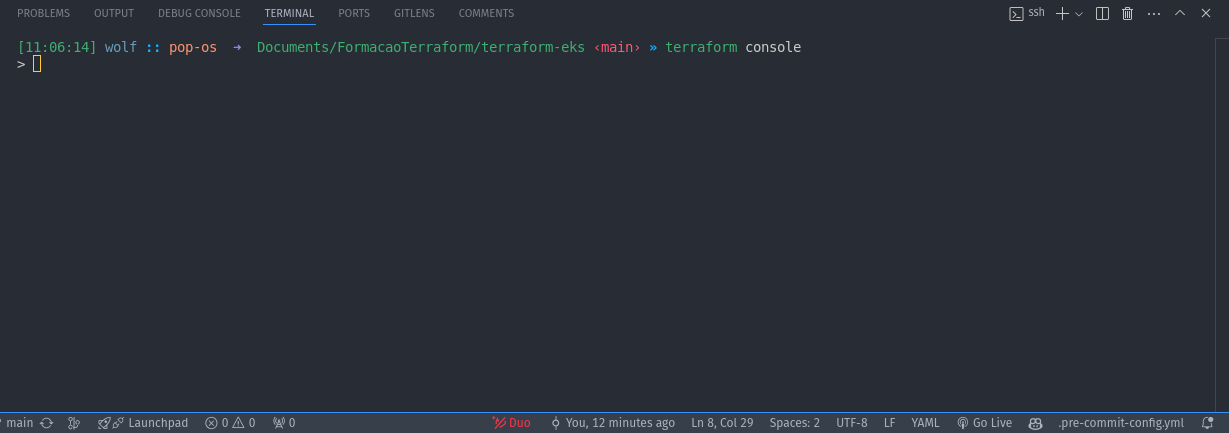 PROBLEMS OUTPUT DEBUG CONSOLE TERMINAL PORTS GITLENS COMMENTS ssh
[11:06:14] wolf :: pop-os → Documents/FormacaoTerraform/terraform-eks ‹main› » terraform console
>
main Launchpad 0 0 0 Duo You, 12 minutes ago Ln 8, Col 29 Spaces: 2 UTF-8 LF YAML Go Live .pre-commit-config.yml